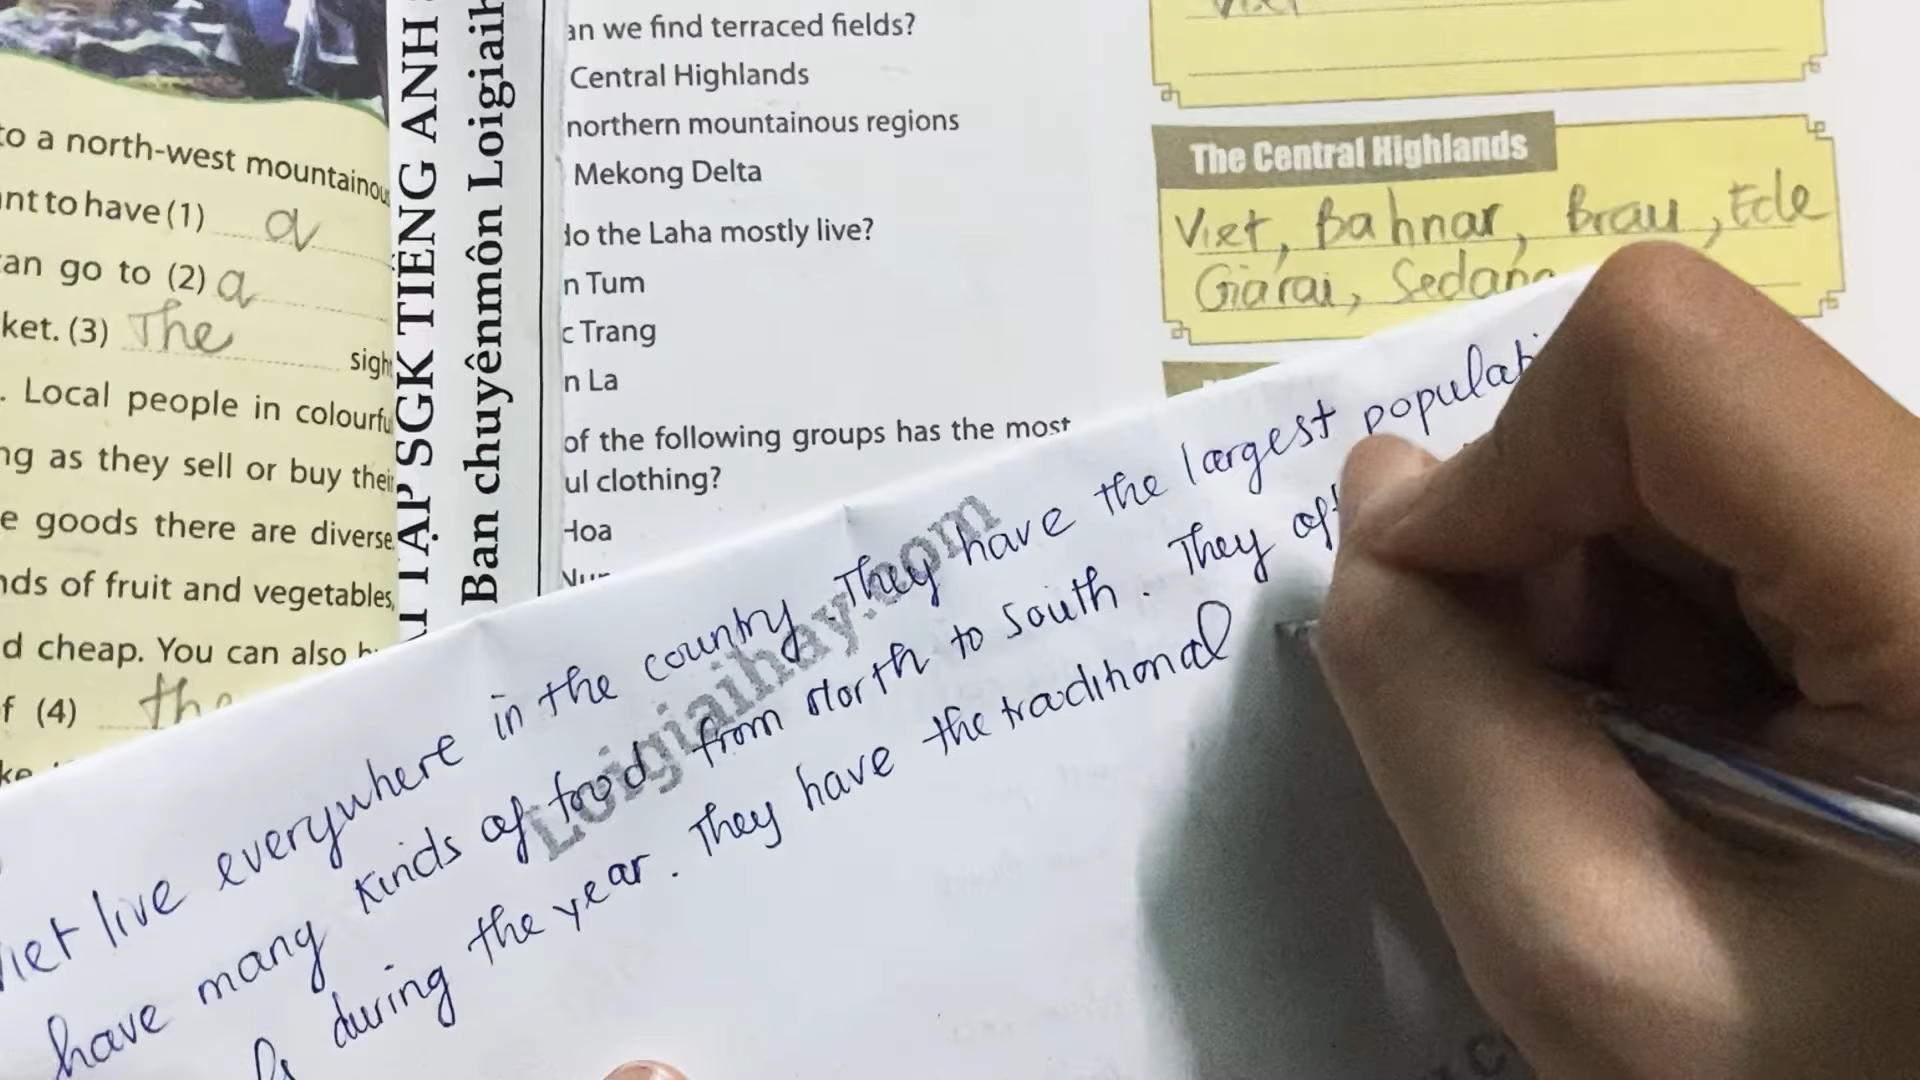 to a north-west mountainou
nt to have (1) a
an go to (2) a
ket. (3) The
sigh
. Local people in colourfu
ng as they sell or buy thei
e goods there are diverse
nds of fruit and vegetables,
d cheap. You can also
f (4) the
ke
I TẬP SGK TIẾNG ANH
Ban chuyênmôn Loigiaih
an we find terraced fields?
Central Highlands
northern mountainous regions
Mekong Delta
do the Laha mostly live?
n Tum
c Trang
n La
of the following groups has the most
ul clothing?
Hoa
Viet
The Central Highlands
Viet, Bahnar, Brau, Ede
Giarai, Sedang
Viet live everywhere in the country. They have the largest populati
have many kinds of food from North to South. They oft
during the year. They have the traditional
Loigiaihay.com